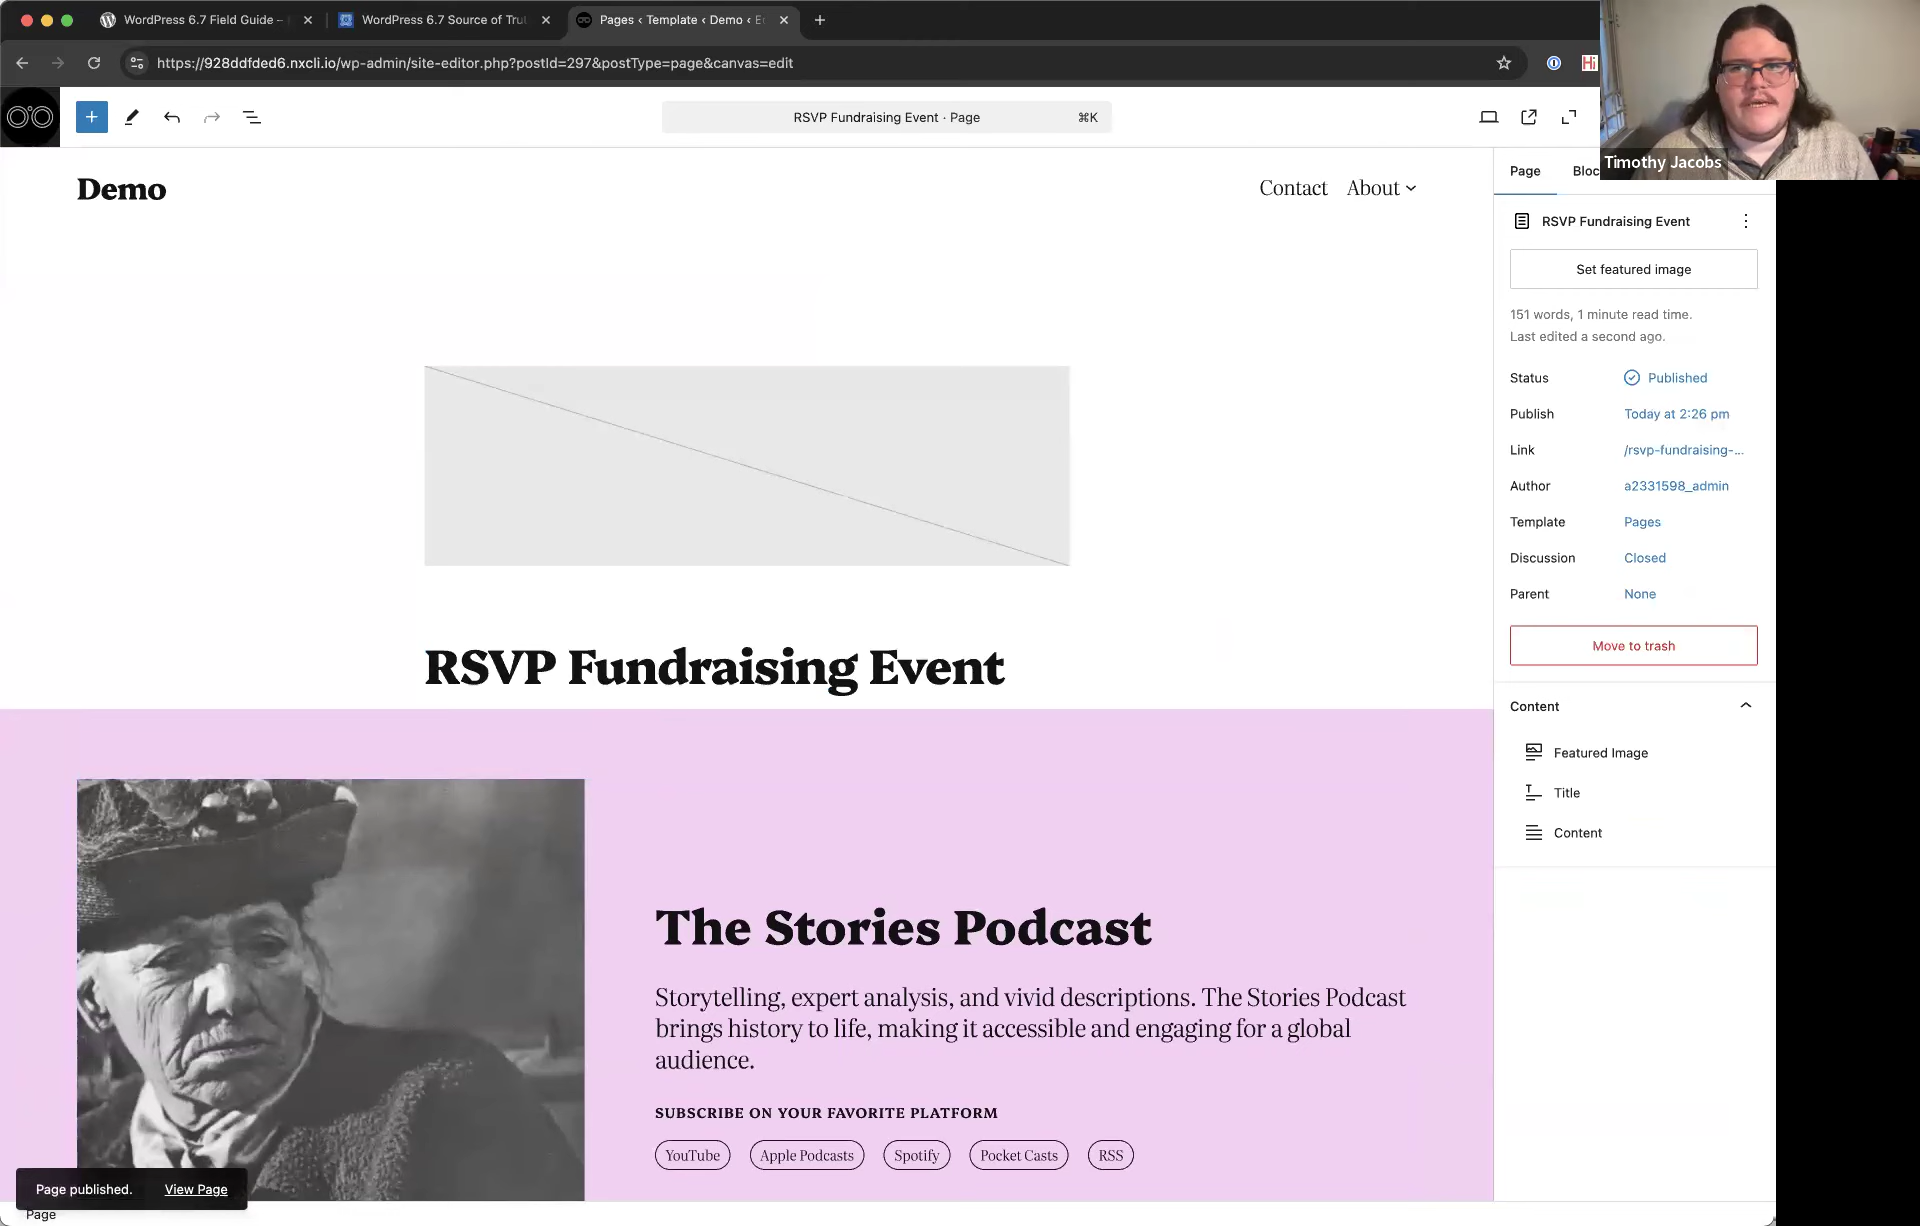 WordPress 6.7 Field Guide –
WordPress 6.7 Source of Tru
Pages ‹ Template ‹ Demo ‹ E
https://928ddfded6.nxcli.io/wp-admin/site-editor.php?postId=297&postType=page&canvas=edit
Hi
RSVP Fundraising Event · Page ⌘K
Timothy Jacobs
Demo
Contact About
Page Bloc
RSVP Fundraising Event
Set featured image
151 words, 1 minute read time.
Last edited a second ago.
Status Published
Publish Today at 2:26 pm
Link /rsvp-fundraising-...
Author a2331598_admin
Template Pages
Discussion Closed
Parent None
Move to trash
Content
Featured Image
Title
Content
RSVP Fundraising Event
The Stories Podcast
Storytelling, expert analysis, and vivid descriptions. The Stories Podcast
brings history to life, making it accessible and engaging for a global
audience.
SUBSCRIBE ON YOUR FAVORITE PLATFORM
YouTube Apple Podcasts Spotify Pocket Casts RSS
Page published. View Page
Page